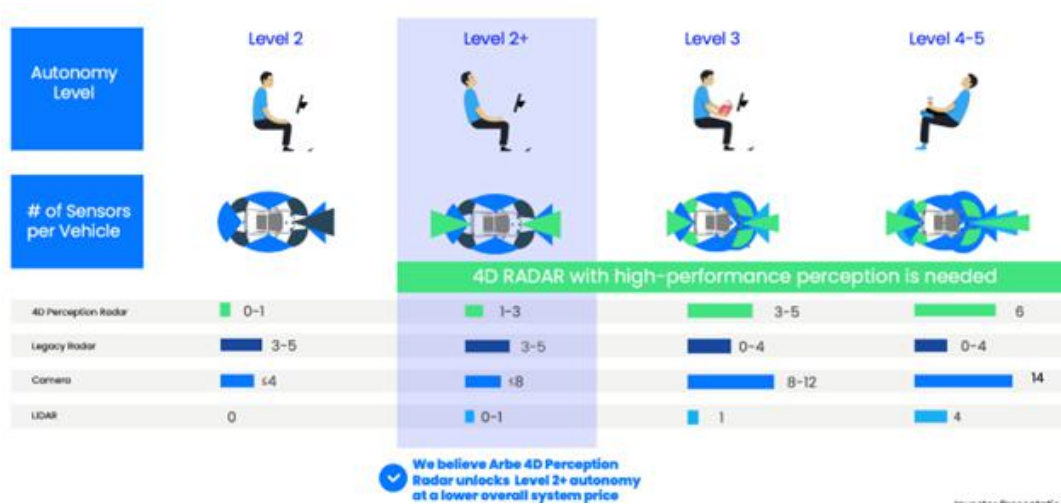 Level 2 Level 2+ Level 3 Level 4-5
Autonomy
Level
# of Sensors
per Vehicle
4D RADAR with high-performance perception is needed
4D Perception Radar 0-1 1-3 3-5 6
Legacy Radar 3-5 3-5 0-4 0-4
Camera ≤4 ≤8 8-12 14
LIDAR 0 0-1 1 4
We believe Arbe 4D Perception
Radar unlocks Level 2+ autonomy
at a lower overall system price
Investor Presentation